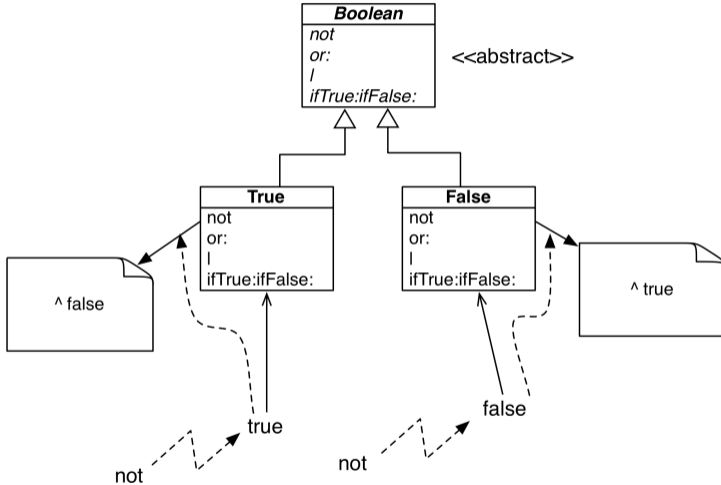 Boolean
not
or:
|
ifTrue:ifFalse:
<<abstract>>
True
not
or:
|
ifTrue:ifFalse:
False
not
or:
|
ifTrue:ifFalse:
^ false
^ true
true
false
not
not